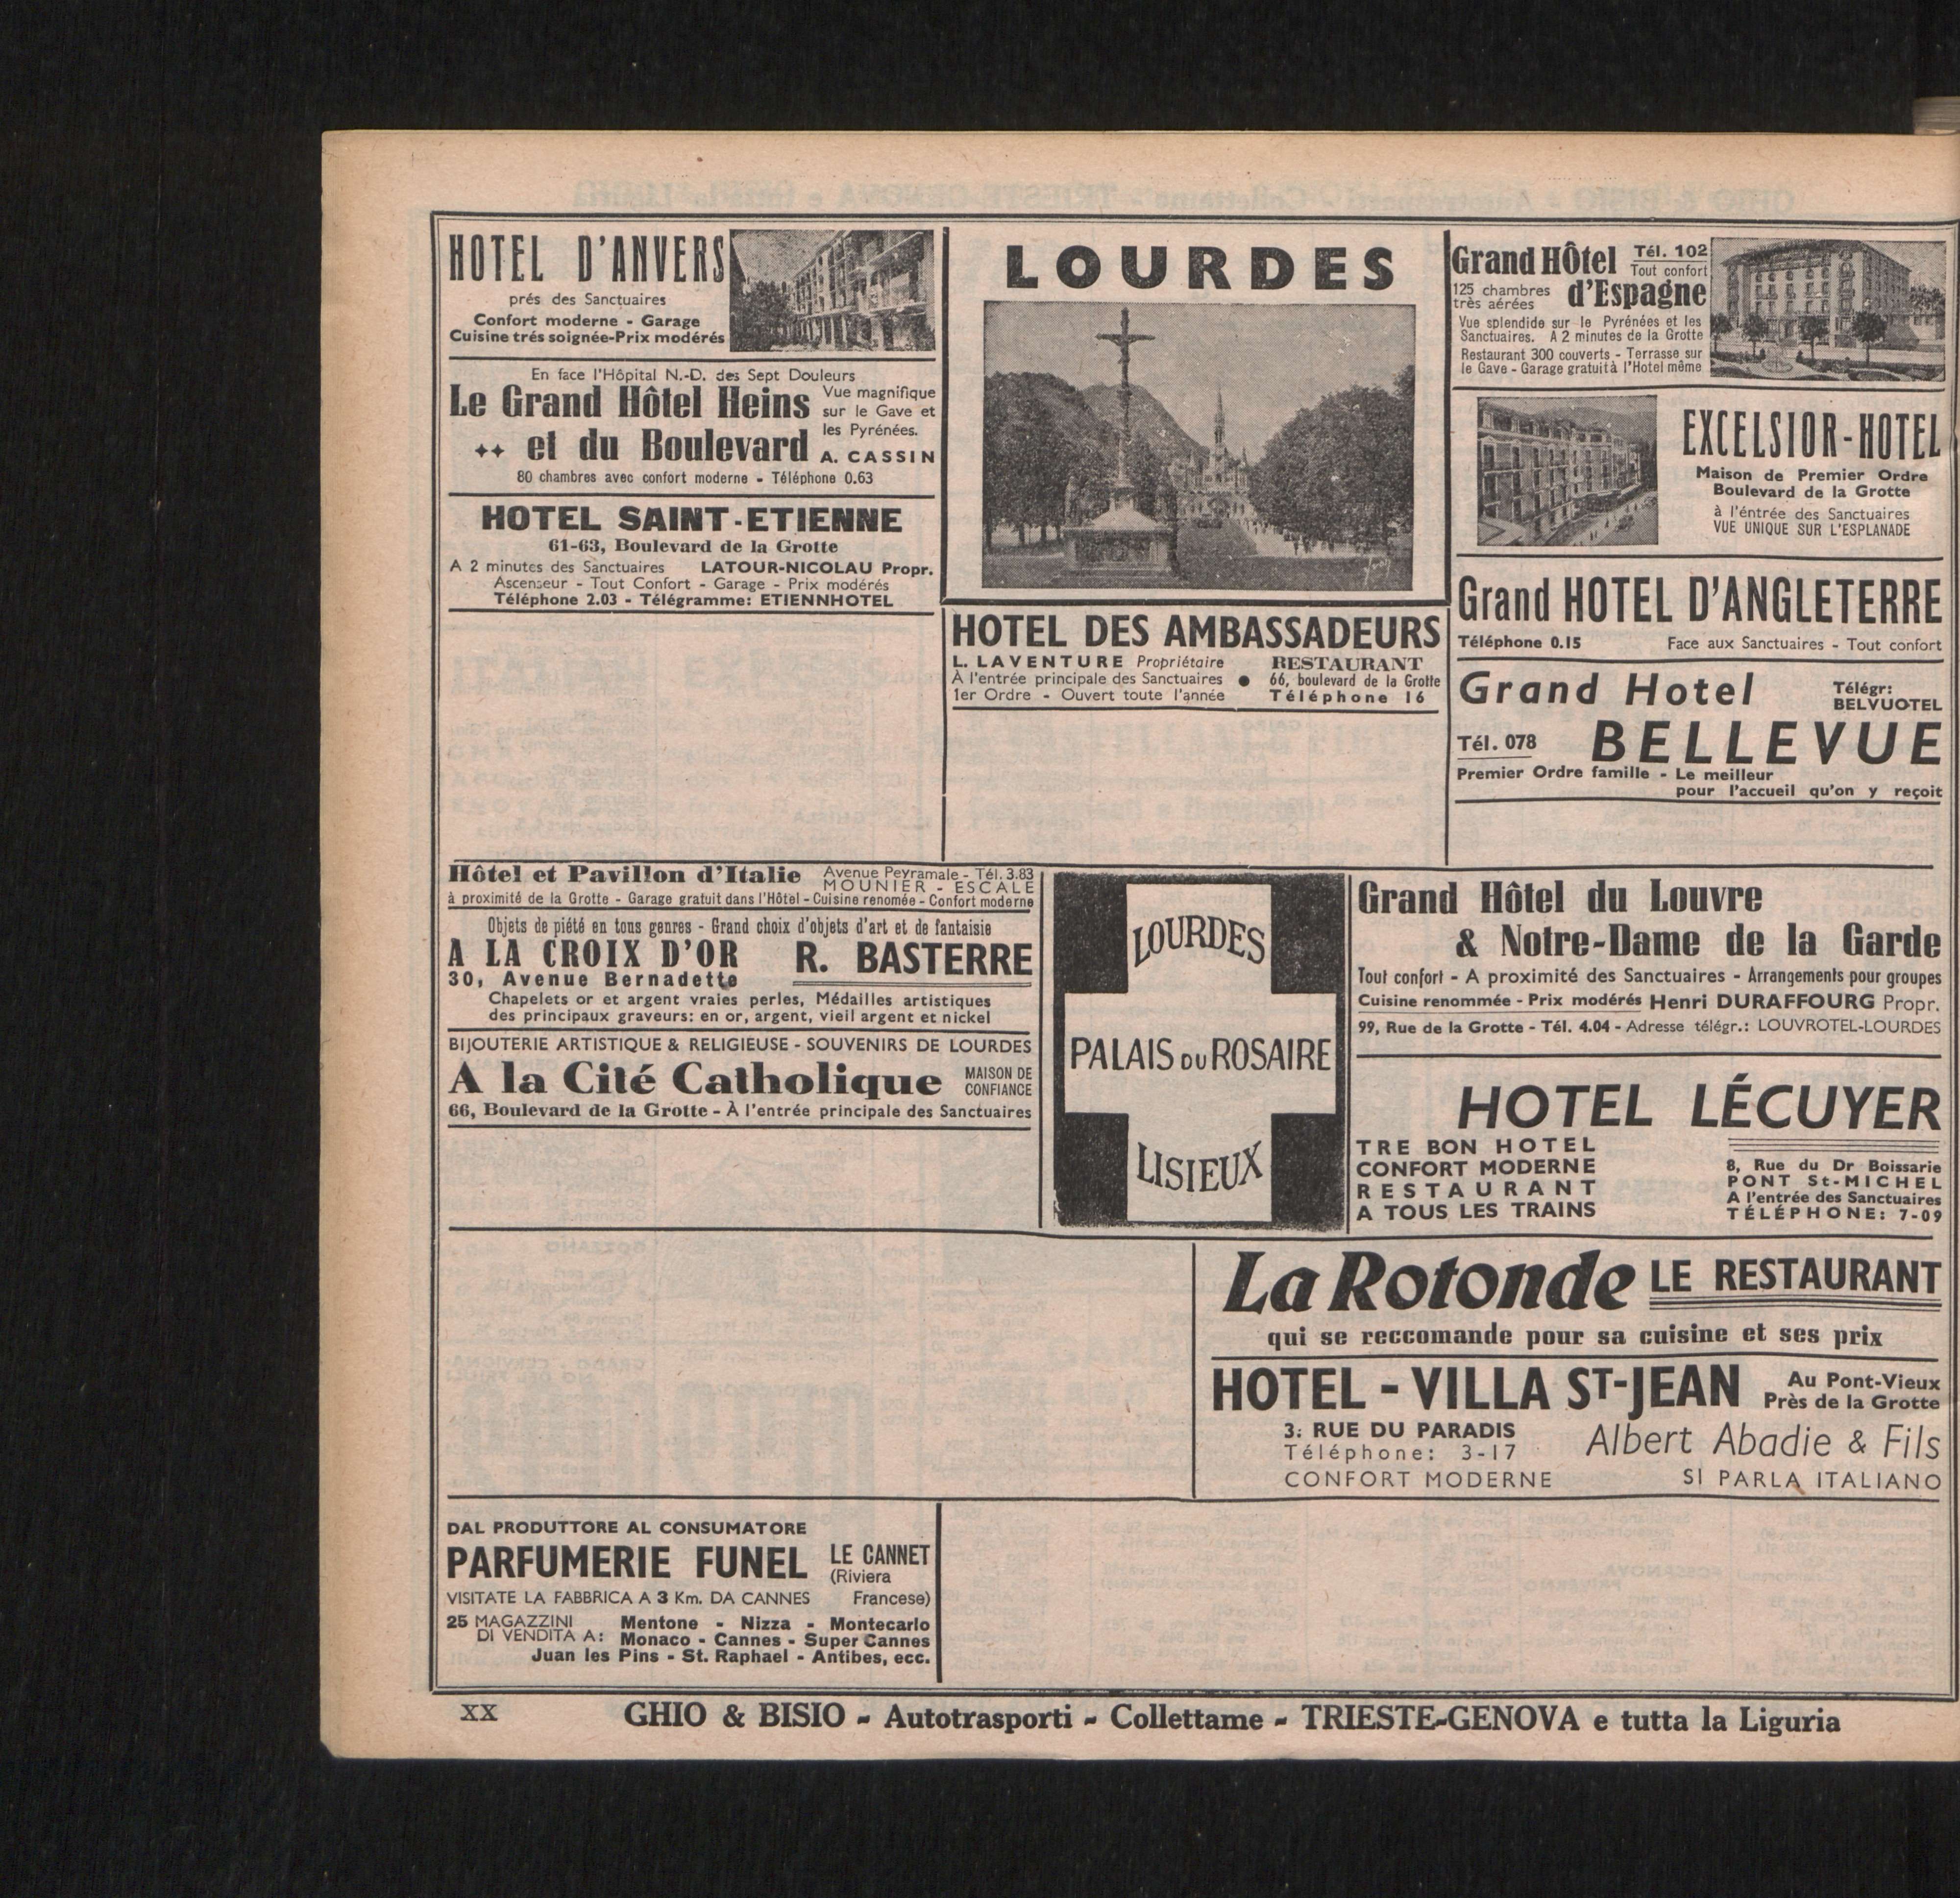 HOTEL D'ANVERS
prés des Sanctuaires
Confort moderne - Garage
Cuisine trés soignée-Prix modérés
En face l'Hôpital N.-D. des Sept Douleurs
Le Grand Hôtel Heins
et du Boulevard
Vue magnifique
sur le Gave et
les Pyrénées.
A. CASSIN
80 chambres avec confort moderne - Téléphone 0.63
HOTEL SAINT-ETIENNE
61-63, Boulevard de la Grotte
A 2 minutes des Sanctuaires LATOUR-NICOLAU Propr.
Ascenseur - Tout Confort - Garage - Prix modérés
Téléphone 2.03 - Télégramme: ETIENNHOTEL
LOURDES
Yvon
HOTEL DES AMBASSADEURS
L. LAVENTURE Propriétaire
À l'entrée principale des Sanctuaires
1er Ordre - Ouvert toute l'année
RESTAURANT
66, boulevard de la Grotte
Téléphone 16
Grand HÔtel
Tél. 102
Tout confort
125 chambres
très aérées
d'Espagne
Vue splendide sur le Pyrénées et les
Sanctuaires. A 2 minutes de la Grotte
Restaurant 300 couverts - Terrasse sur
le Gave - Garage gratuit à l'Hotel même
EXCELSIOR-HOTEL
Maison de Premier Ordre
Boulevard de la Grotte
à l'éntrée des Sanctuaires
VUE UNIQUE SUR L'ESPLANADE
Grand HOTEL D'ANGLETERRE
Téléphone 0.15 Face aux Sanctuaires - Tout confort
Grand Hotel
Télégr:
BELVUOTEL
Tél. 078
BELLEVUE
Premier Ordre famille - Le meilleur
pour l'accueil qu'on y reçoit
Hôtel et Pavillon d'Italie
Avenue Peyramale - Tél. 3.83
MOUNIER - ESCALE
à proximité de la Grotte - Garage gratuit dans l'Hôtel - Cuisine renomée - Confort moderne
Objets de piété en tous genres - Grand choix d'objets d'art et de fantaisie
A LA CROIX D'OR R. BASTERRE
30, Avenue Bernadette
Chapelets or et argent vraies perles, Médailles artistiques
des principaux graveurs: en or, argent, vieil argent et nickel
BIJOUTERIE ARTISTIQUE & RELIGIEUSE - SOUVENIRS DE LOURDES
A la Cité Catholique
MAISON DE
CONFIANCE
66, Boulevard de la Grotte - À l'entrée principale des Sanctuaires
LOURDES
PALAIS DU ROSAIRE
LISIEUX
Grand Hôtel du Louvre
& Notre-Dame de la Garde
Tout confort - A proximité des Sanctuaires - Arrangements pour groupes
Cuisine renommée - Prix modérés Henri DURAFFOURG Propr.
99, Rue de la Grotte - Tél. 4.04 - Adresse télégr.: LOUVROTEL-LOURDES
HOTEL LÉCUYER
TRE BON HOTEL
CONFORT MODERNE
RESTAURANT
A TOUS LES TRAINS
8, Rue du Dr Boissarie
PONT St-MICHEL
A l'entrée des Sanctuaires
TÉLÉPHONE: 7-09
La Rotonde LE RESTAURANT
qui se reccomande pour sa cuisine et ses prix
HOTEL - VILLA ST-JEAN
Au Pont-Vieux
Près de la Grotte
3: RUE DU PARADIS
Téléphone: 3-17
CONFORT MODERNE
Albert Abadie & Fils
SI PARLA ITALIANO
DAL PRODUTTORE AL CONSUMATORE
PARFUMERIE FUNEL
LE CANNET
(Riviera
Francese)
VISITATE LA FABBRICA A 3 Km. DA CANNES
25 MAGAZZINI
DI VENDITA A:
Mentone - Nizza - Montecarlo
Monaco - Cannes - Super Cannes
Juan les Pins - St. Raphael - Antibes, ecc.
XX
GHIO & BISIO - Autotrasporti - Collettame - TRIESTE-GENOVA e tutta la Liguria